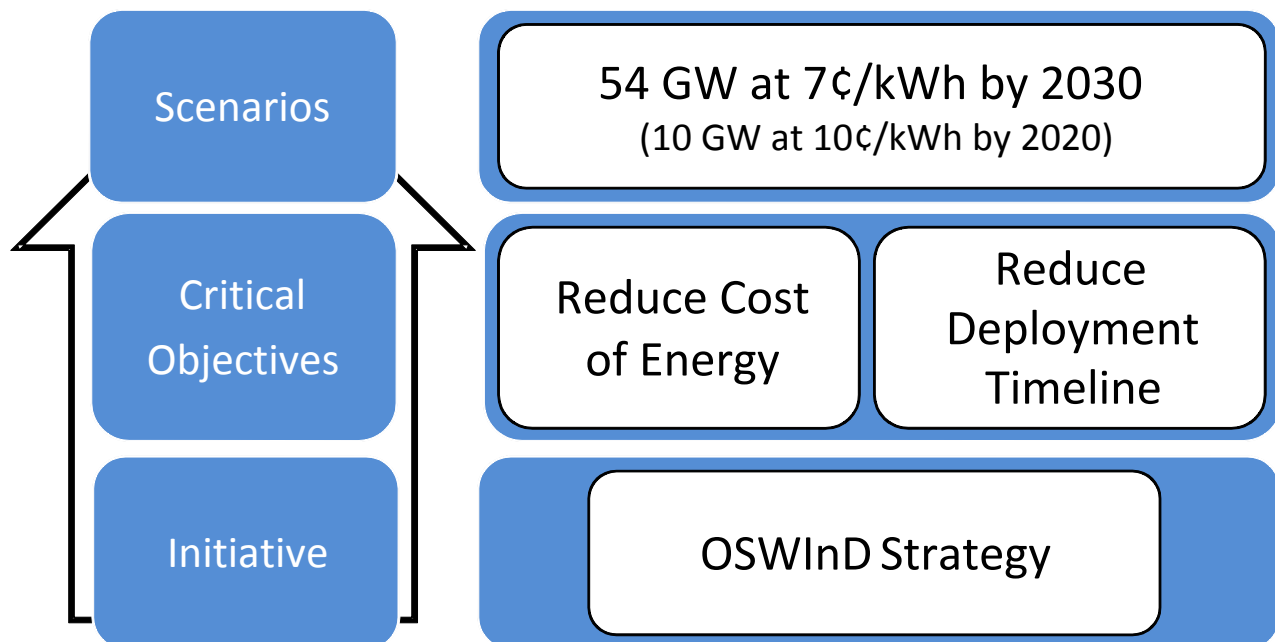 Scenarios
54 GW at 7¢/kWh by 2030
(10 GW at 10¢/kWh by 2020)
Critical
Objectives
Reduce Cost
of Energy
Reduce
Deployment
Timeline
Initiative
OSWInD Strategy